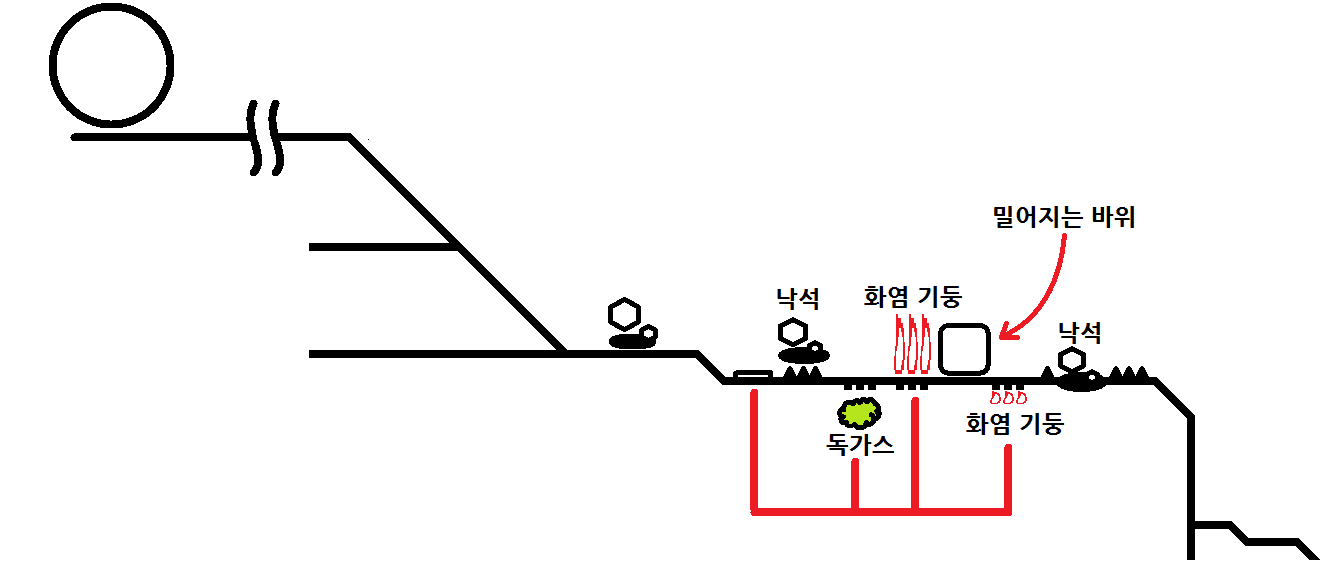 밀어지는 바위
낙석
화염 기둥
낙석
독가스
화염 기둥